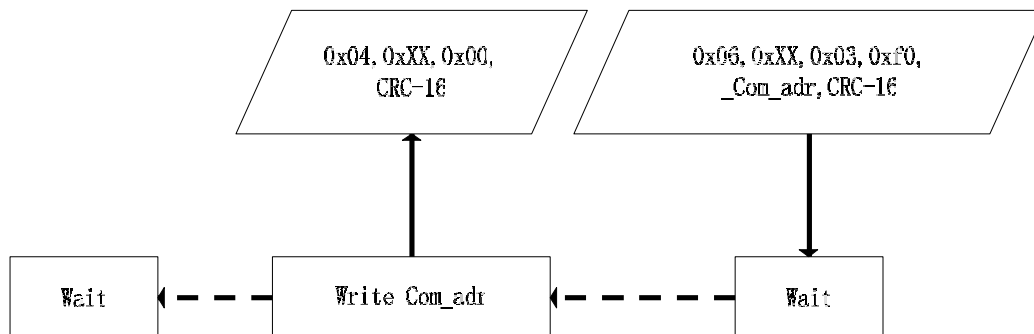 0x04, 0xXX, 0x00,
CRC-16
0x06, 0xXX, 0x03, 0xf0,
_Com_adr, CRC-16
Wait
Write Com_adr
Wait